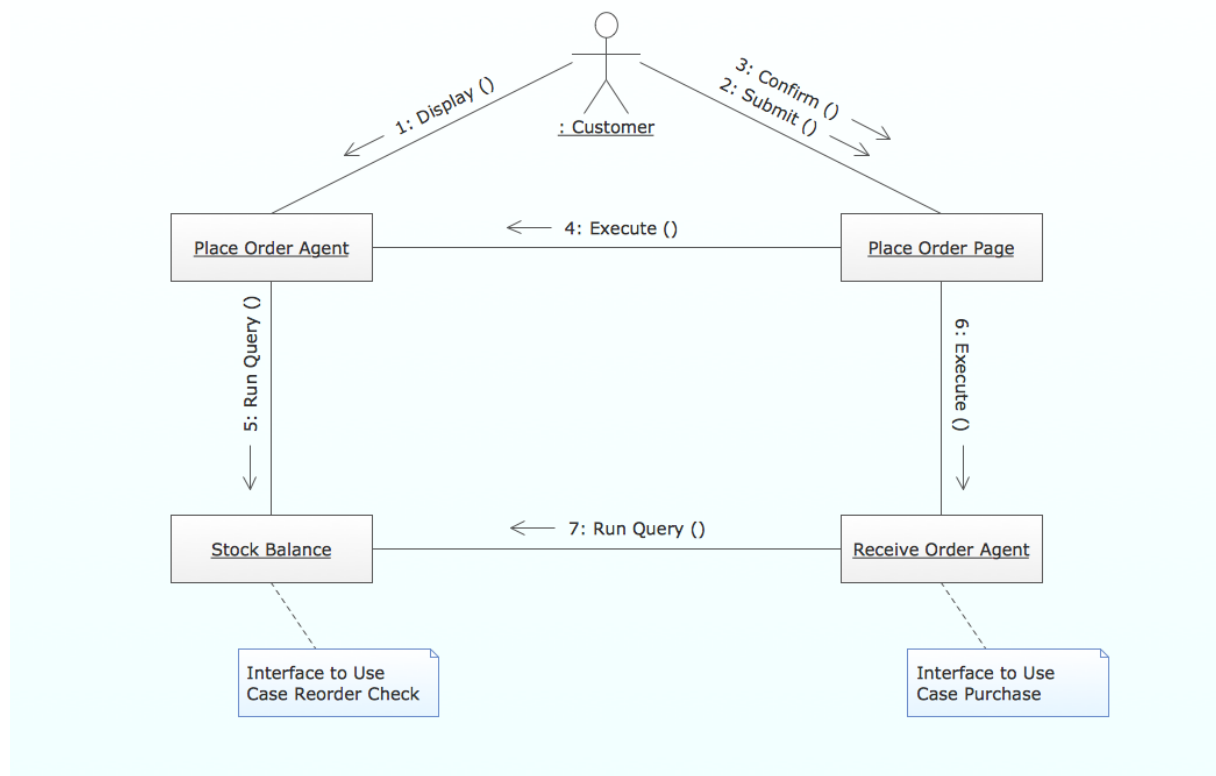 3: Confirm ()
2: Submit ()
1: Display ()
: Customer
4: Execute ()
Place Order Agent
Place Order Page
5: Run Query ()
6: Execute ()
7: Run Query ()
Stock Balance
Receive Order Agent
Interface to Use
Case Reorder Check
Interface to Use
Case Purchase